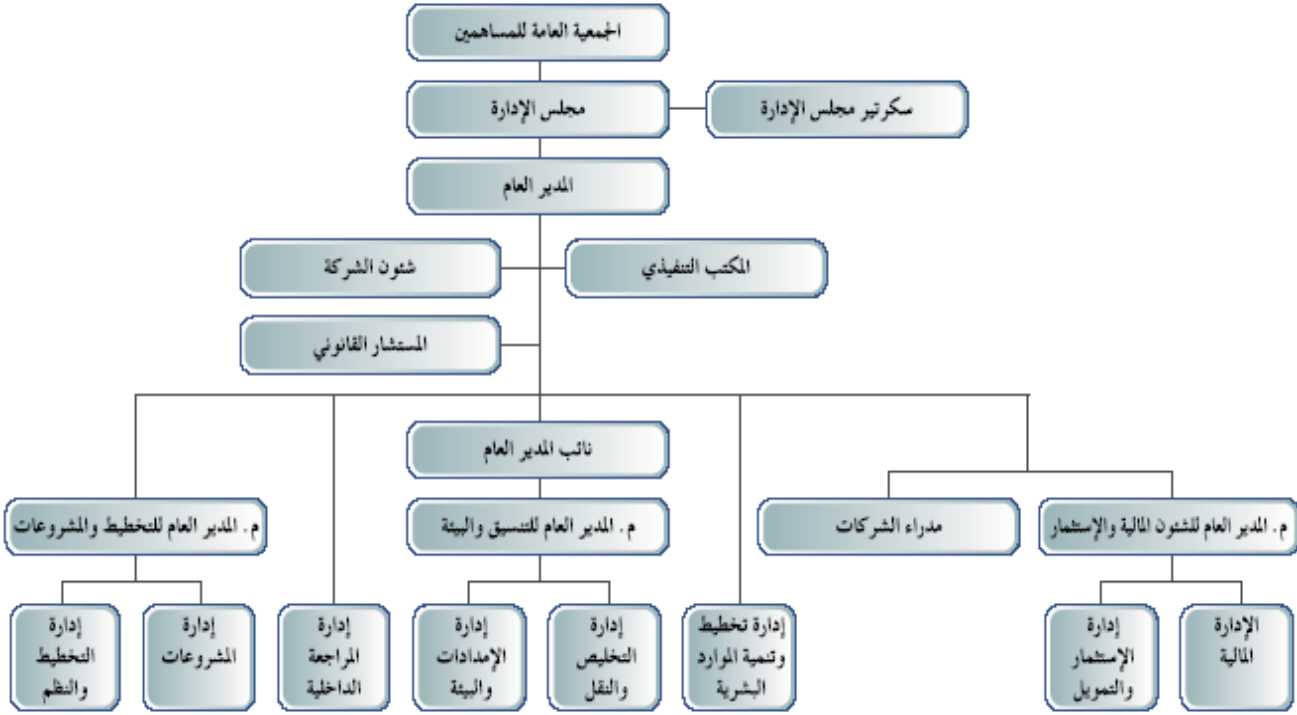 الجمعية العامة للمساهمين
مجلس الإدارة
سكرتير مجلس الإدارة
المدير العام
المكتب التنفيذي
شئون الشركة
المستشار القانوني
نائب المدير العام
م. المدير العام للشئون المالية والإستثمار
مدراء الشركات
م. المدير العام للتنسيق والبيئة
م. المدير العام للتخطيط والمشروعات
الإدارة
المالية
إدارة
الإستثمار
والتمويل
إدارة تخطيط
وتنمية الموارد
البشرية
إدارة
التخليص
والنقل
إدارة
الإمدادات
والبيئة
إدارة
المراجعة
الداخلية
إدارة
المشروعات
إدارة
التخطيط
والنظم